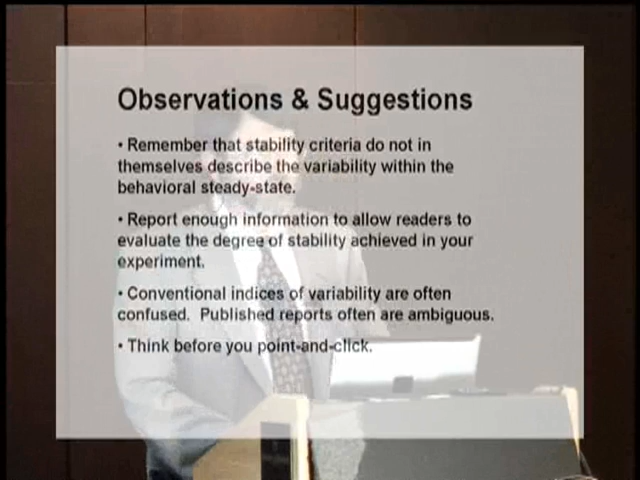 Observations & Suggestions
• Remember that stability criteria do not in
themselves describe the variability within the
behavioral steady-state.
• Report enough information to allow readers to
evaluate the degree of stability achieved in your
experiment.
• Conventional indices of variability are often
confused.  Published reports often are ambiguous.
• Think before you point-and-click.